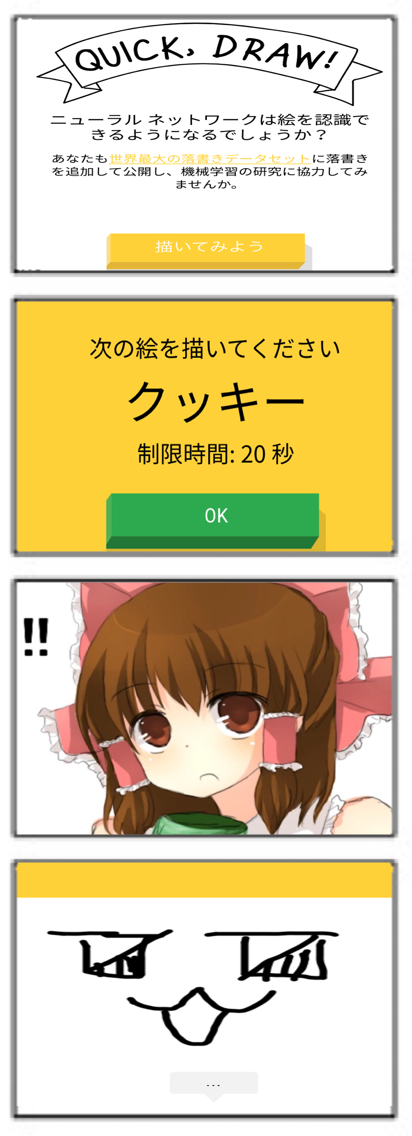 QUICK, DRAW!
ニューラル ネットワークは絵を認識で
きるようになるでしょうか？
あなたも世界最大の落書きデータセットに落書き
を追加して公開し、機械学習の研究に協力してみ
ませんか。
描いてみよう
次の絵を描いてください
クッキー
制限時間: 20 秒
OK
!!
...